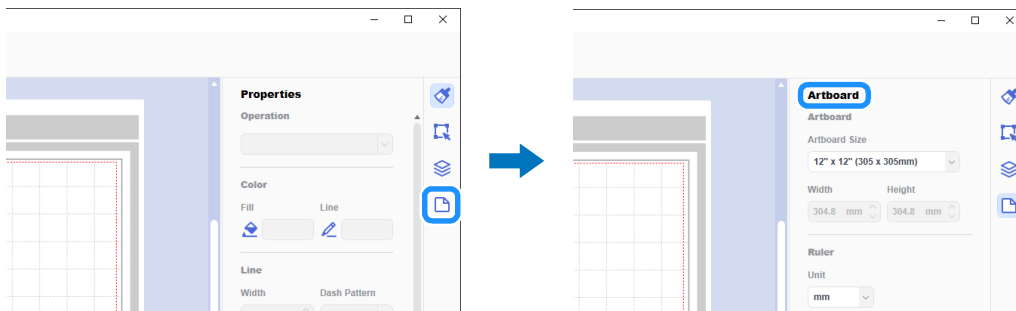 Properties
Operation
Color
Fill Line
Line
Width Dash Pattern
Artboard
Artboard
Artboard Size
12" x 12" (305 x 305mm)
Width Height
304.8 mm 304.8 mm
Ruler
Unit
mm